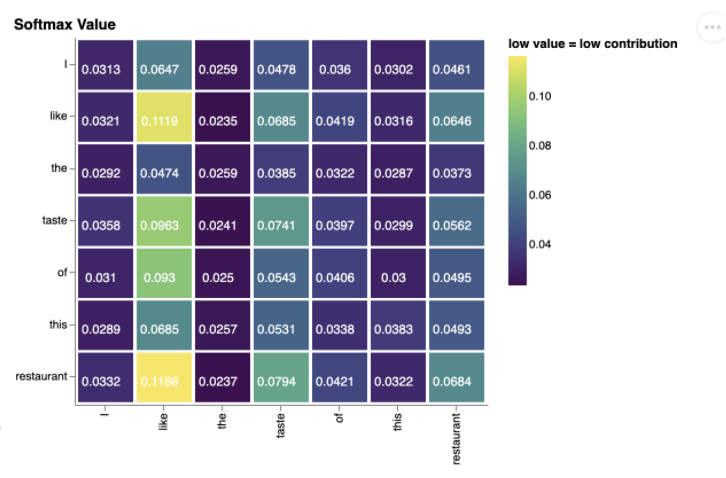 Softmax Value
low value = low contribution
I 0.0313 0.0647 0.0259 0.0478 0.036 0.0302 0.0461
like 0.0321 0.1119 0.0235 0.0685 0.0419 0.0316 0.0646
the 0.0292 0.0474 0.0259 0.0385 0.0322 0.0287 0.0373
taste 0.0358 0.0963 0.0241 0.0741 0.0397 0.0299 0.0562
of 0.031 0.093 0.025 0.0543 0.0406 0.03 0.0495
this 0.0289 0.0685 0.0257 0.0531 0.0338 0.0383 0.0493
restaurant 0.0332 0.1166 0.0237 0.0794 0.0421 0.0322 0.0684
I like the taste of this restaurant
0.10
0.08
0.06
0.04